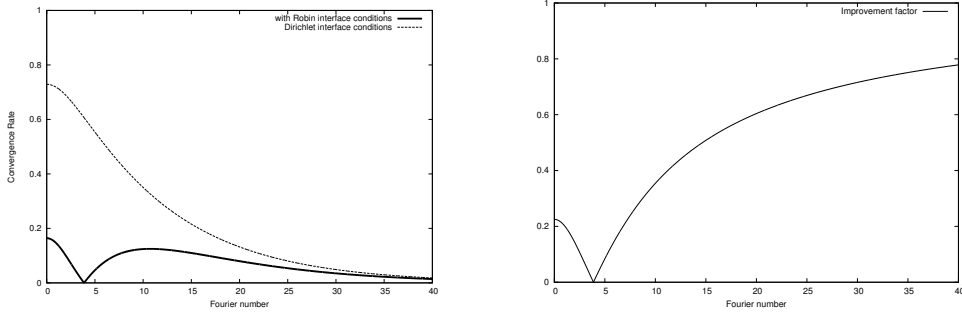 with Robin interface conditions
Dirichlet interface conditions
Convergence Rate
1
0.8
0.6
0.4
0.2
0
0 5 10 15 20 25 30 35 40
Fourier number
Improvement factor
1
0.8
0.6
0.4
0.2
0
0 5 10 15 20 25 30 35 40
Fourier number